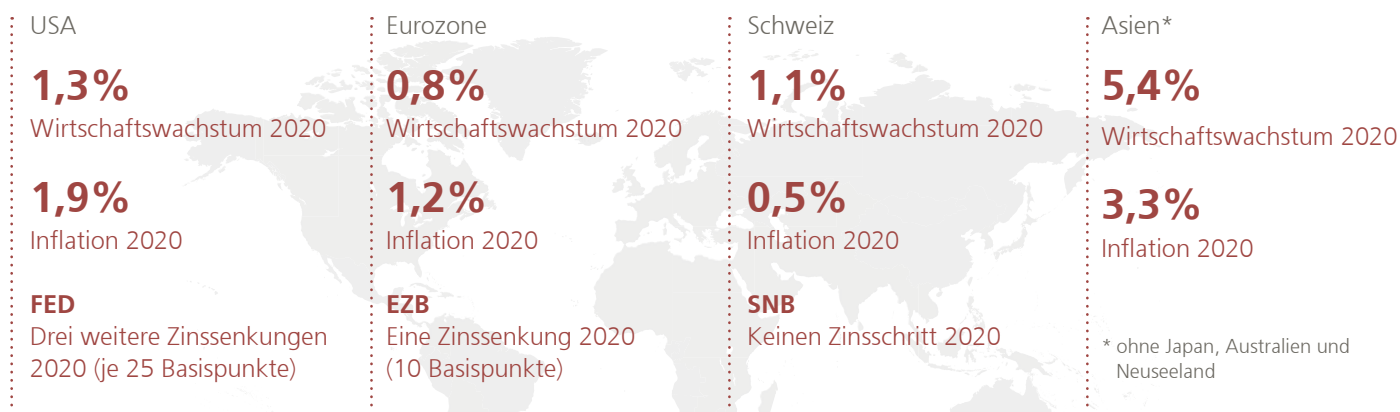 USA
1,3%
Wirtschaftswachstum 2020
1,9%
Inflation 2020
FED
Drei weitere Zinssenkungen
2020 (je 25 Basispunkte)
Eurozone
0,8%
Wirtschaftswachstum 2020
1,2%
Inflation 2020
EZB
Eine Zinssenkung 2020
(10 Basispunkte)
Schweiz
1,1%
Wirtschaftswachstum 2020
0,5%
Inflation 2020
SNB
Keinen Zinsschritt 2020
Asien*
5,4%
Wirtschaftswachstum 2020
3,3%
Inflation 2020
* ohne Japan, Australien und
Neuseeland